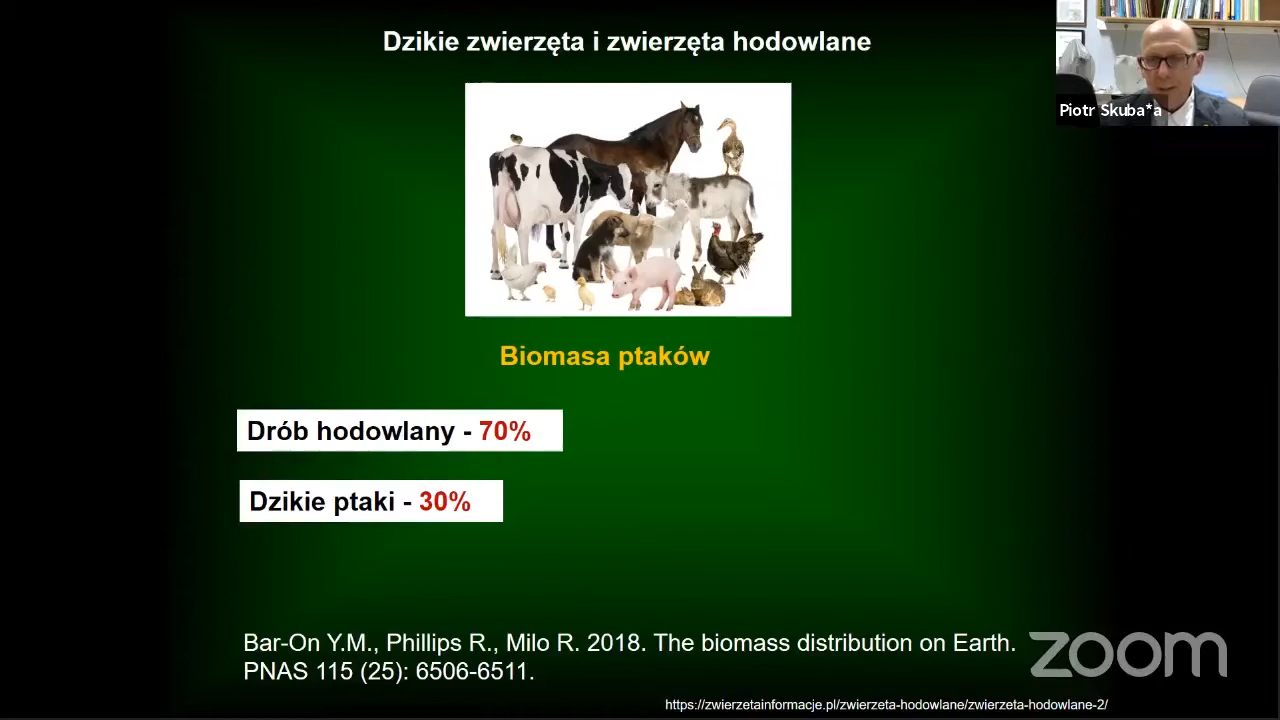 Dzikie zwierzęta i zwierzęta hodowlane
Piotr Skuba*a
Biomasa ptaków
Drób hodowlany - 70%
Dzikie ptaki - 30%
Bar-On Y.M., Phillips R., Milo R. 2018. The biomass distribution on Earth.
PNAS 115 (25): 6506-6511.
zoom
https://zwierzetainformacje.pl/zwierzeta-hodowlane/zwierzeta-hodowlane-2/